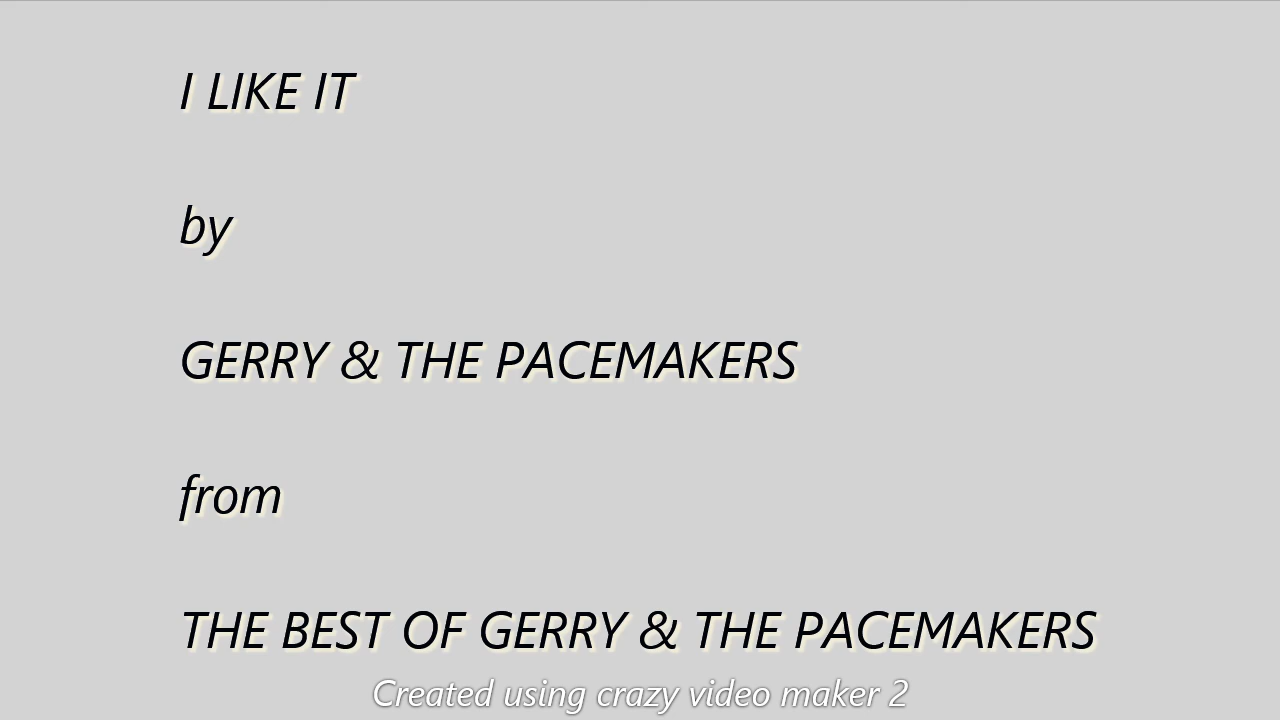 I LIKE IT
by
GERRY & THE PACEMAKERS
from
THE BEST OF GERRY & THE PACEMAKERS
Created using crazy video maker 2